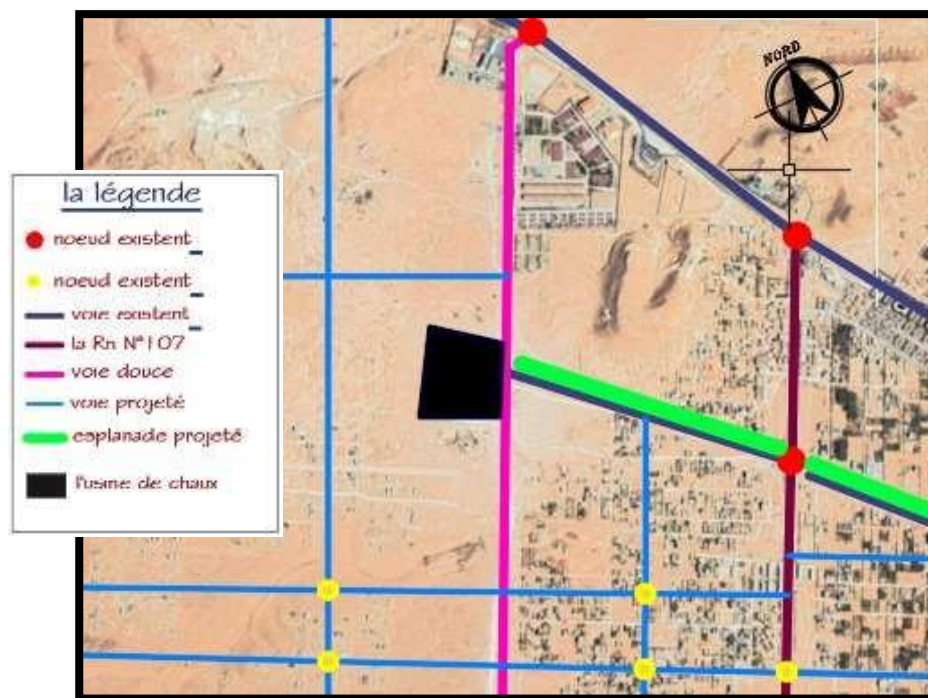 NORD
la légende
noeud existent
noeud existent
voie existent
la Rn N°107
voie douce
voie projeté
esplanade projeté
l'usine de chaux